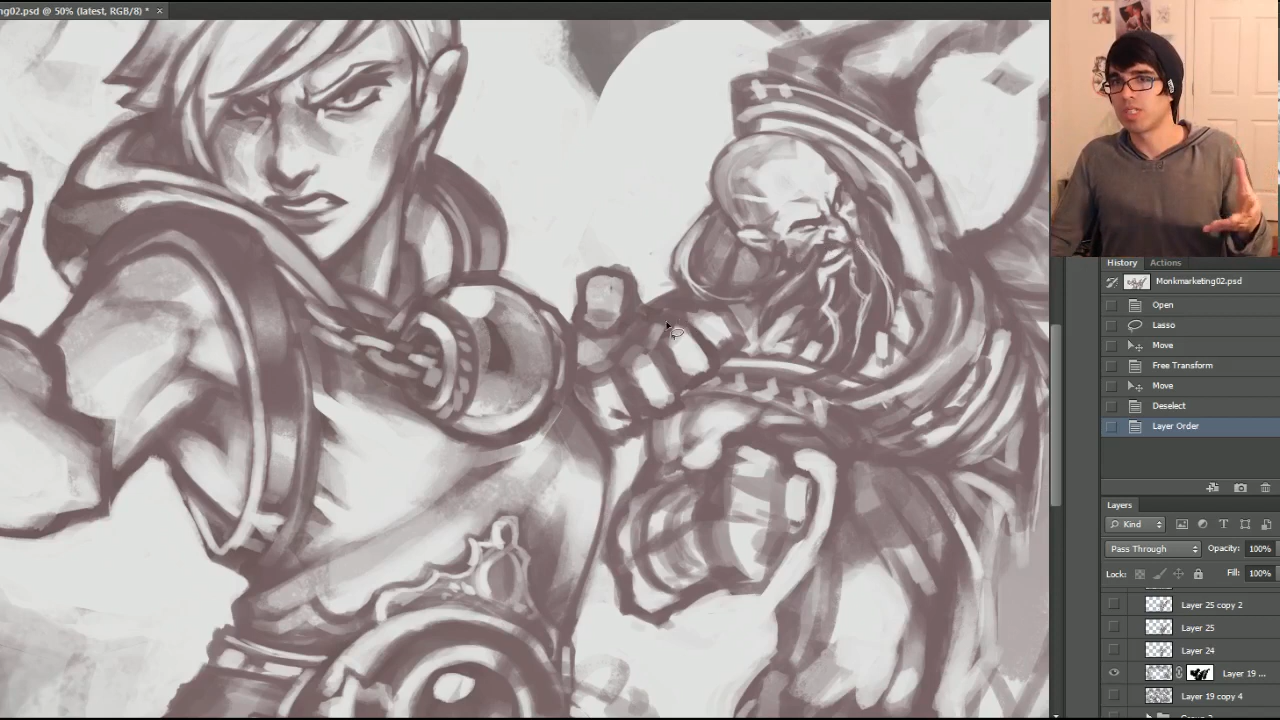 ng02.psd @ 50% (latest, RGB/8) * ×
History Actions
Monkmarketing02.psd
Open
Lasso
Move
Free Transform
Move
Deselect
Layer Order
Layers
Kind
Pass Through Opacity: 100%
Lock: Fill: 100%
Layer 25 copy 2
Layer 25
Layer 24
Layer 19 ...
Layer 19 copy 4